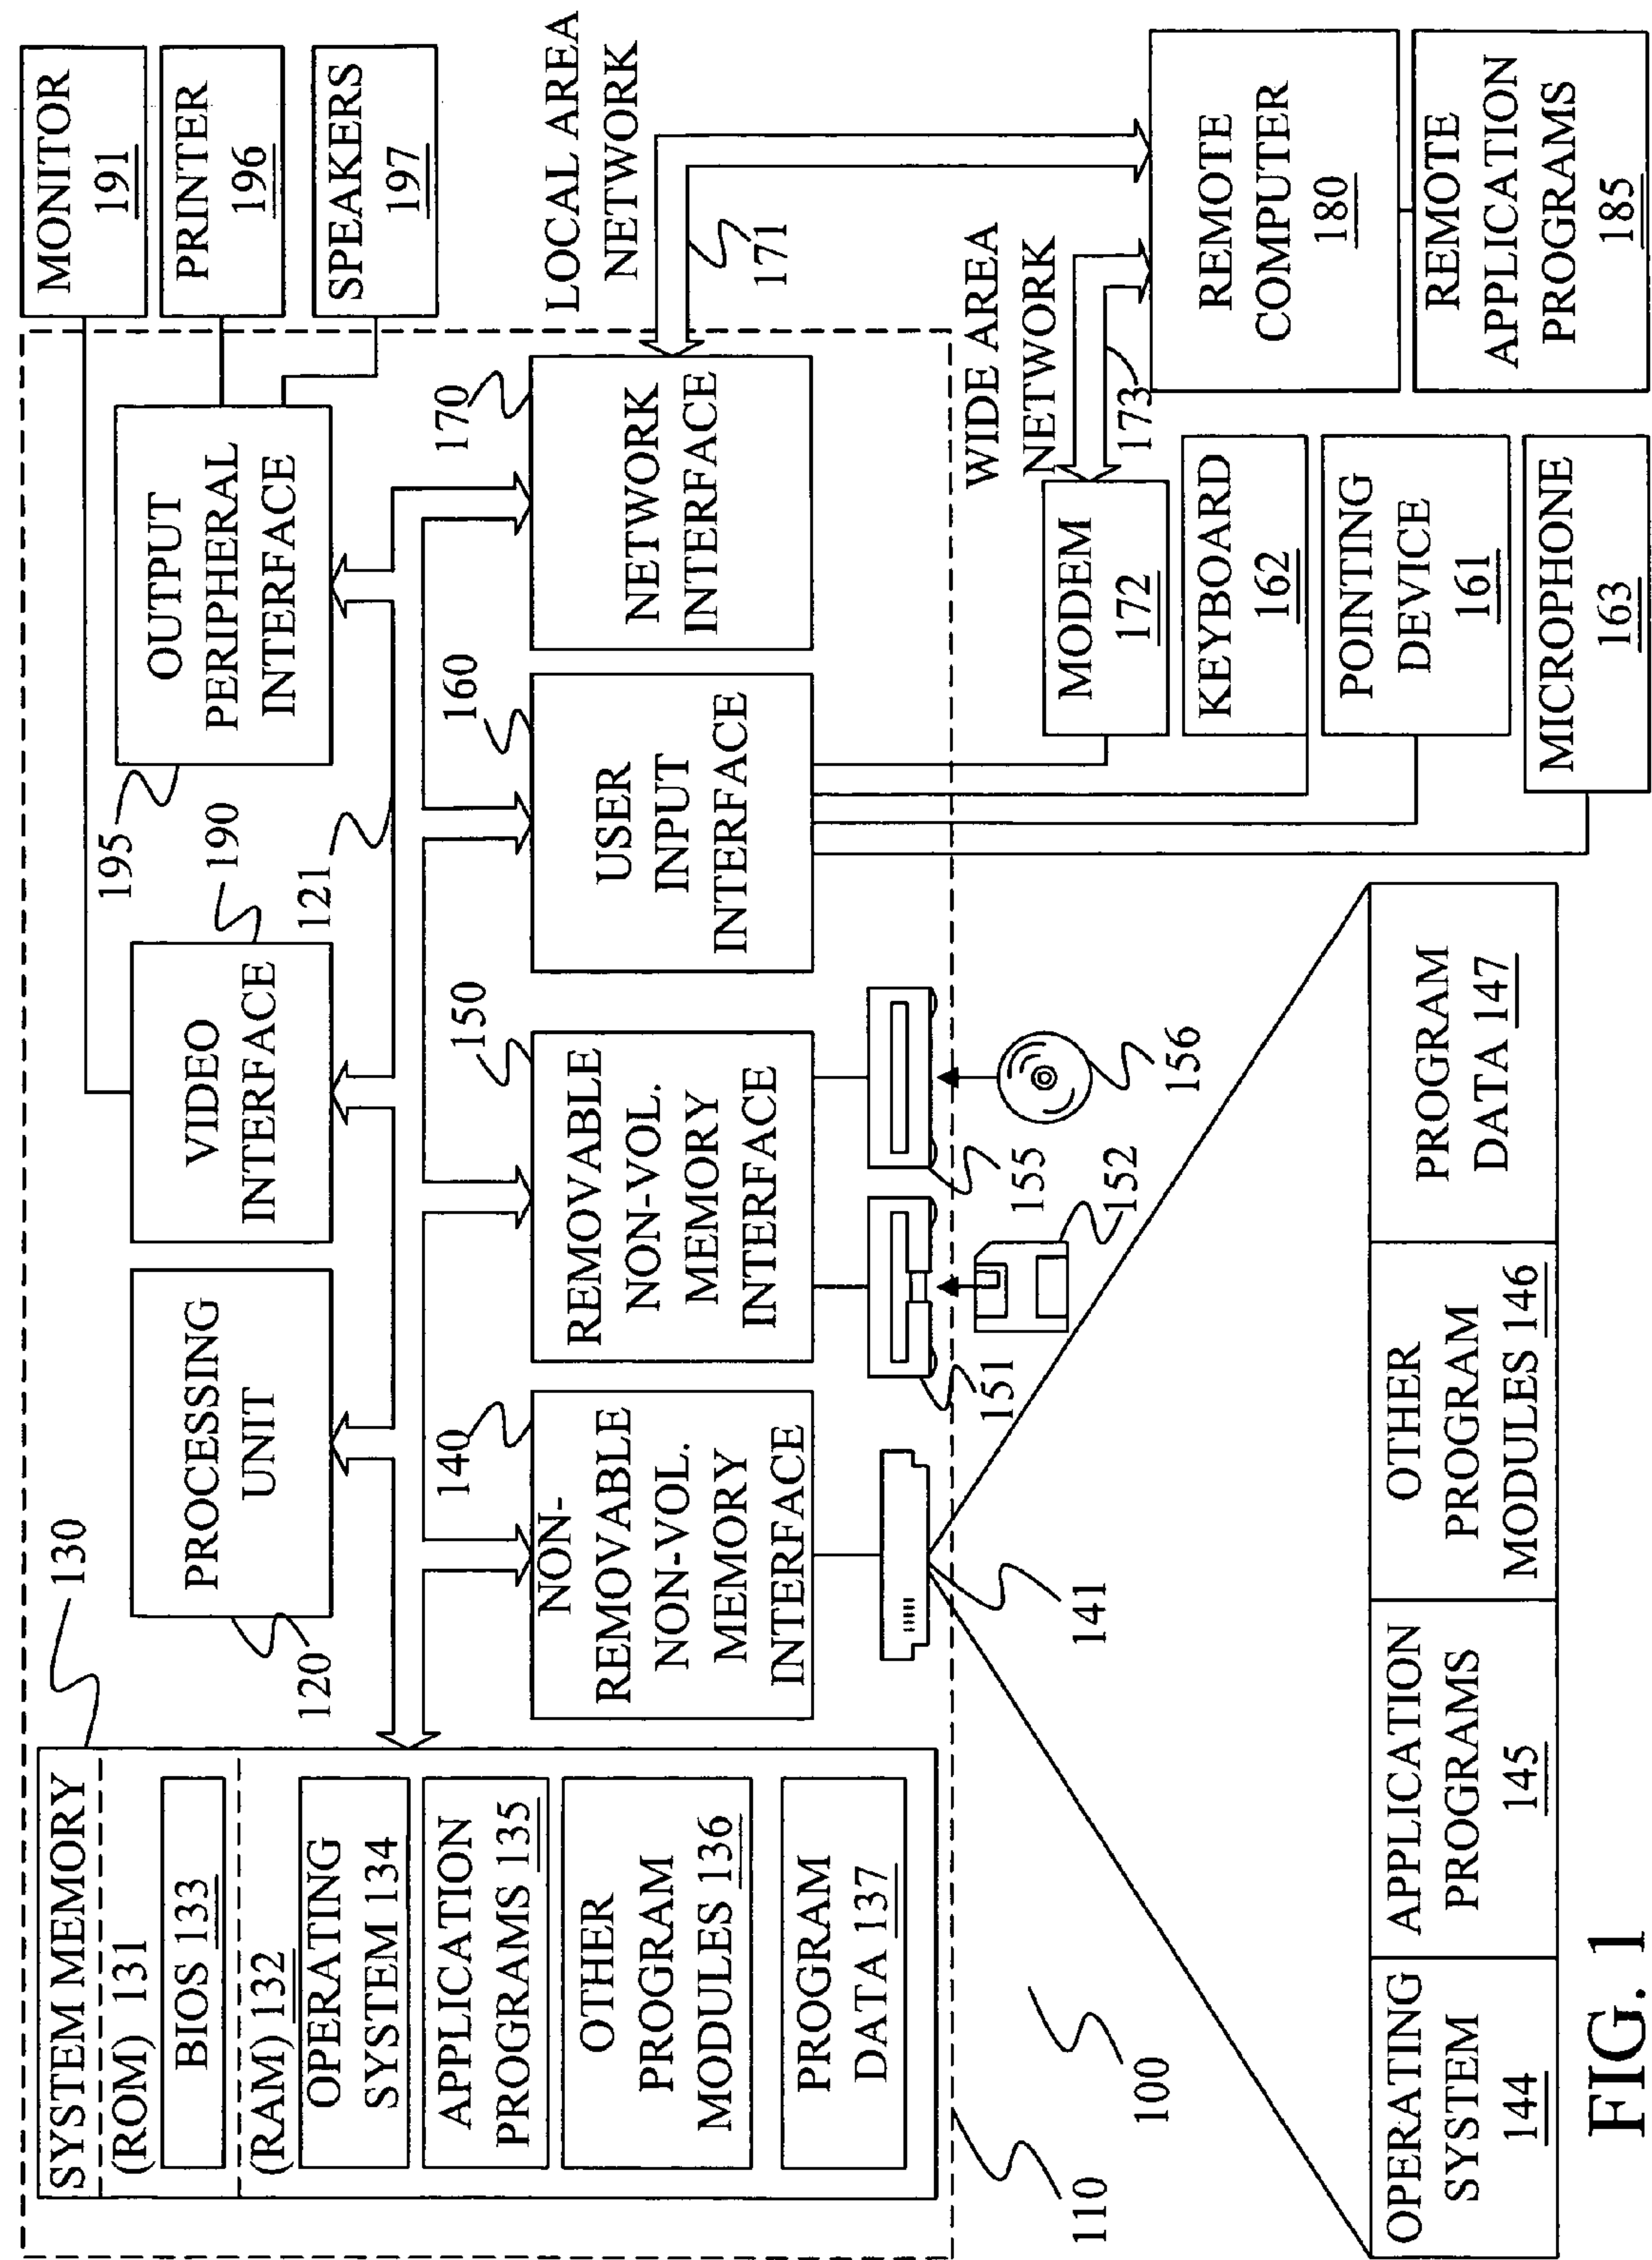 SYSTEM MEMORY
(ROM) 131
BIOS 133
(RAM) 132
OPERATING
SYSTEM 134
APPLICATION
PROGRAMS 135
OTHER
PROGRAM
MODULES 136
PROGRAM
DATA 137
130
120
PROCESSING
UNIT
VIDEO
INTERFACE
190
121
195
OUTPUT
PERIPHERAL
INTERFACE
MONITOR
191
PRINTER
196
SPEAKERS
197
140
NON-
REMOVABLE
NON-VOL.
MEMORY
INTERFACE
150
REMOVABLE
NON-VOL.
MEMORY
INTERFACE
160
USER
INPUT
INTERFACE
170
NETWORK
INTERFACE
LOCAL AREA
NETWORK
171
WIDE AREA
NETWORK
173
141
151
152
155
156
MODEM
172
KEYBOARD
162
POINTING
DEVICE
161
MICROPHONE
163
REMOTE
COMPUTER
180
REMOTE
APPLICATION
PROGRAMS
185
110
100
OPERATING
SYSTEM
144
APPLICATION
PROGRAMS
145
OTHER
PROGRAM
MODULES 146
PROGRAM
DATA 147
FIG. 1